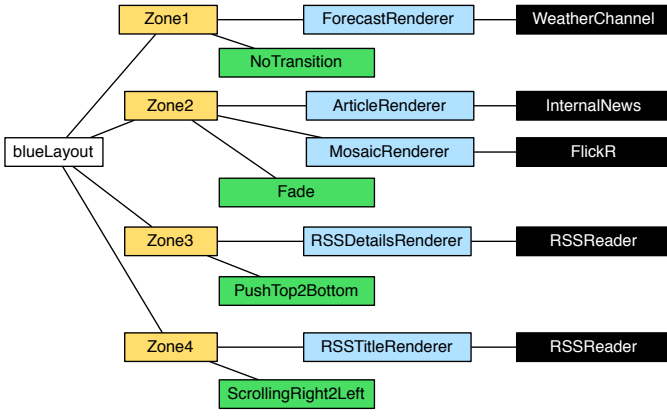 Zone1
ForecastRenderer
WeatherChannel
NoTransition
Zone2
ArticleRenderer
InternalNews
blueLayout
MosaicRenderer
FlickR
Fade
Zone3
RSSDetailsRenderer
RSSReader
PushTop2Bottom
Zone4
RSSTitleRenderer
RSSReader
ScrollingRight2Left